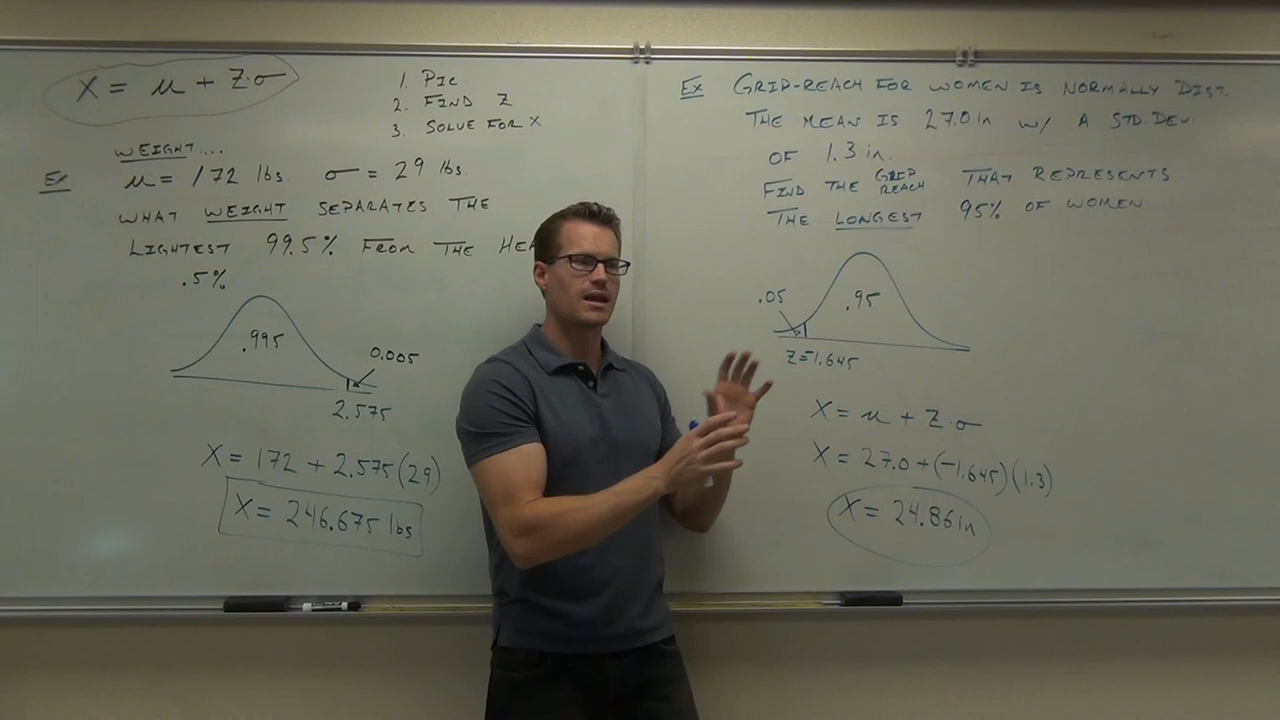 X = μ + Z·σ
1. PIC
2. FIND Z
3. SOLVE FOR X
WEIGHT....
EX μ = 172 lbs. σ = 29 lbs.
WHAT WEIGHT SEPARATES THE
LIGHTEST 99.5% FROM THE HEA
.5%
.995
0.005
2.575
X = 172 + 2.575(29)
X = 246.675 lbs
EX GRID-REACH FOR WOMEN IS NORMALLY DIST.
THE MEAN IS 27.0 in w/ A STD DEV.
OF 1.3 in.
FIND THE GRID REACH THAT REPRESENTS
THE LONGEST 95% OF WOMEN
.05
.95
Z=1.645
X = μ + Z·σ
X = 27.0 + (-1.645)(1.3)
X = 24.86 in